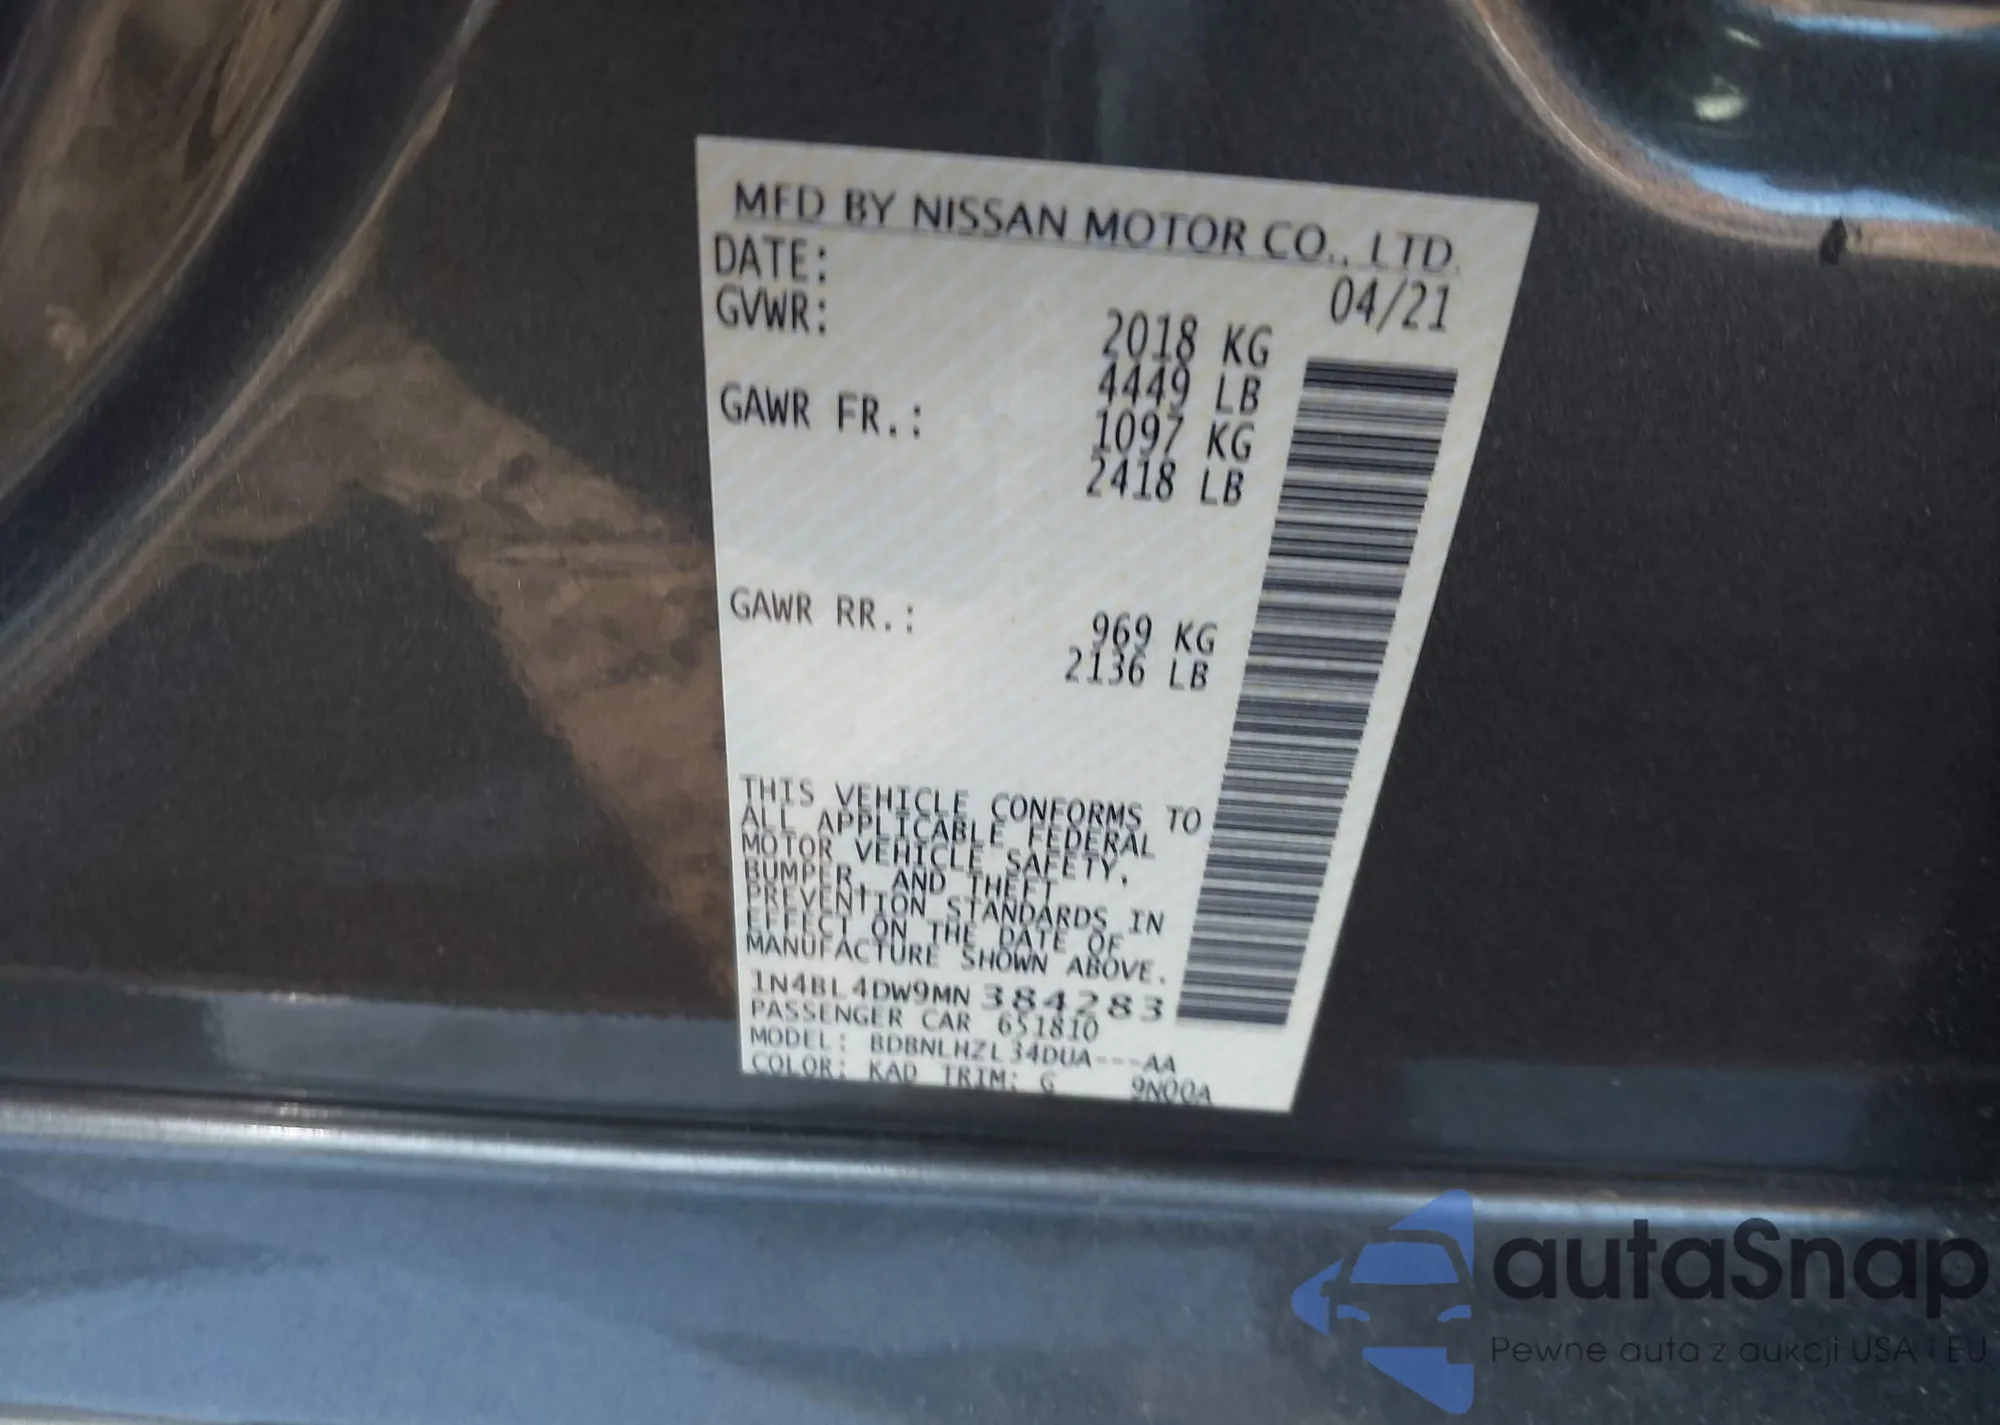 MFD BY NISSAN MOTOR CO., LTD.
DATE: 04/21
GVWR: 2018 KG
4449 LB
GAWR FR.: 1097 KG
2418 LB
GAWR RR.: 969 KG
2136 LB
THIS VEHICLE CONFORMS TO
ALL APPLICABLE FEDERAL
MOTOR VEHICLE SAFETY,
BUMPER, AND THEFT
PREVENTION STANDARDS IN
EFFECT ON THE DATE OF
MANUFACTURE SHOWN ABOVE.
1N4BL4DW9MN384283
PASSENGER CAR 651810
MODEL: BDBNLHZL34DUA---AA
COLOR: KAD TRIM: G 9N00A
autaSnap
Pewne auta z aukcji USA i EU